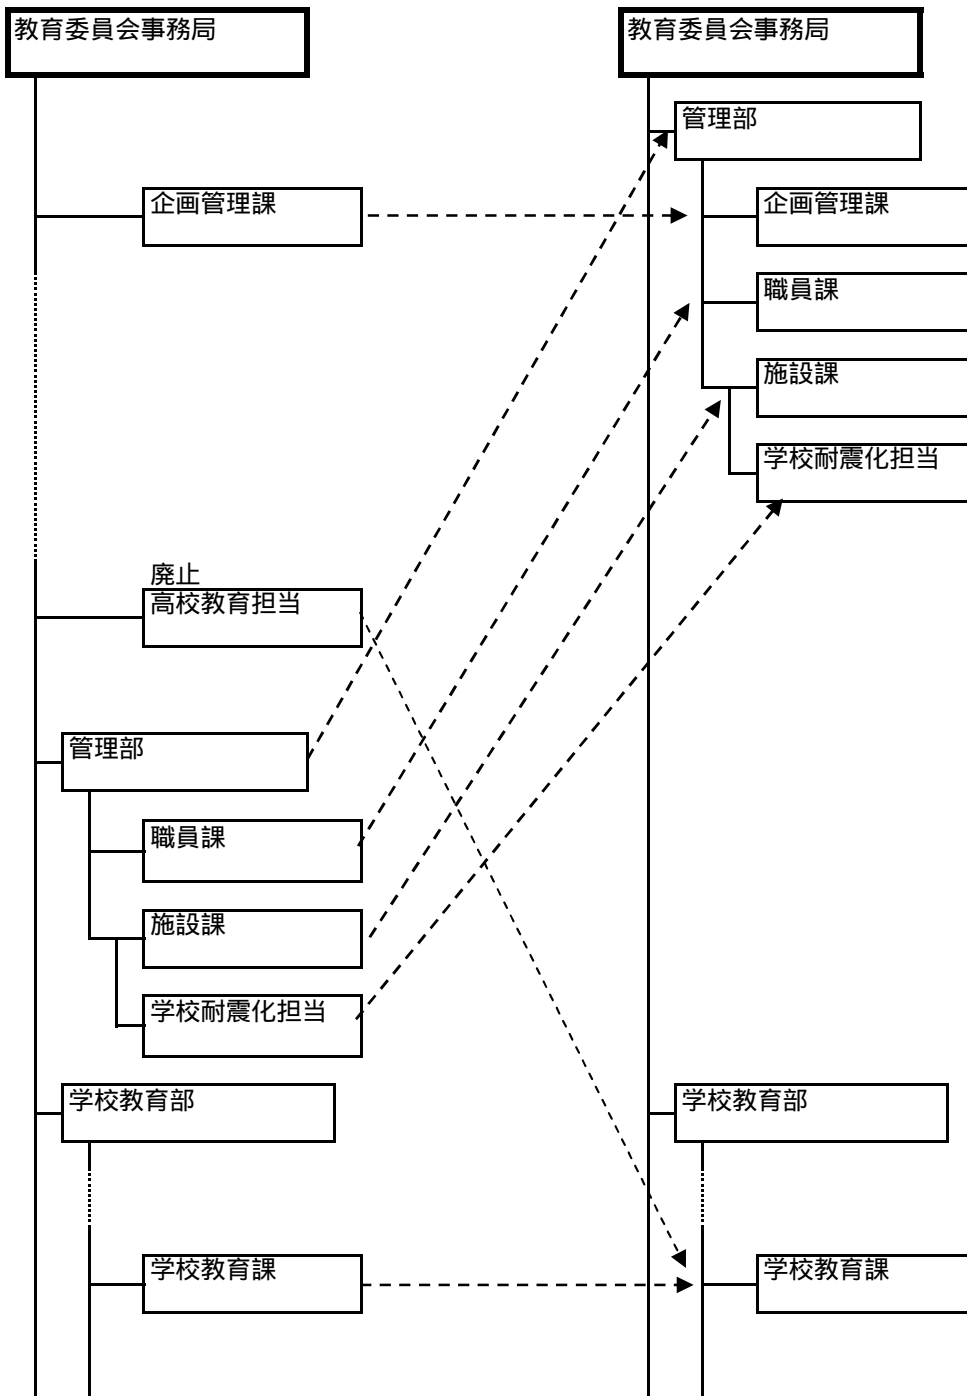 教育委員会事務局
企画管理課
廃止
高校教育担当
管理部
職員課
施設課
学校耐震化担当
学校教育部
学校教育課
教育委員会事務局
管理部
企画管理課
職員課
施設課
学校耐震化担当
学校教育部
学校教育課